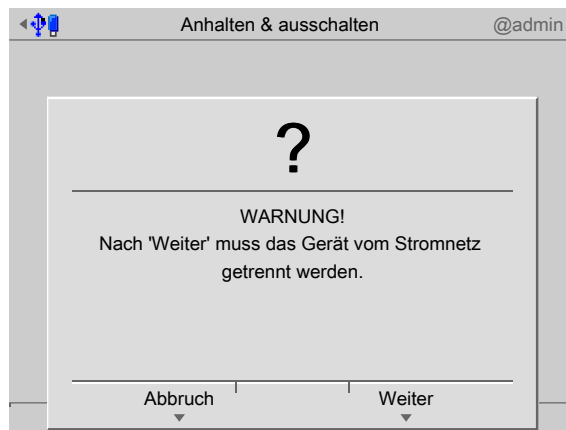 Anhalten & ausschalten
@admin
?
WARNUNG!
Nach 'Weiter' muss das Gerät vom Stromnetz
getrennt werden.
Abbruch
Weiter